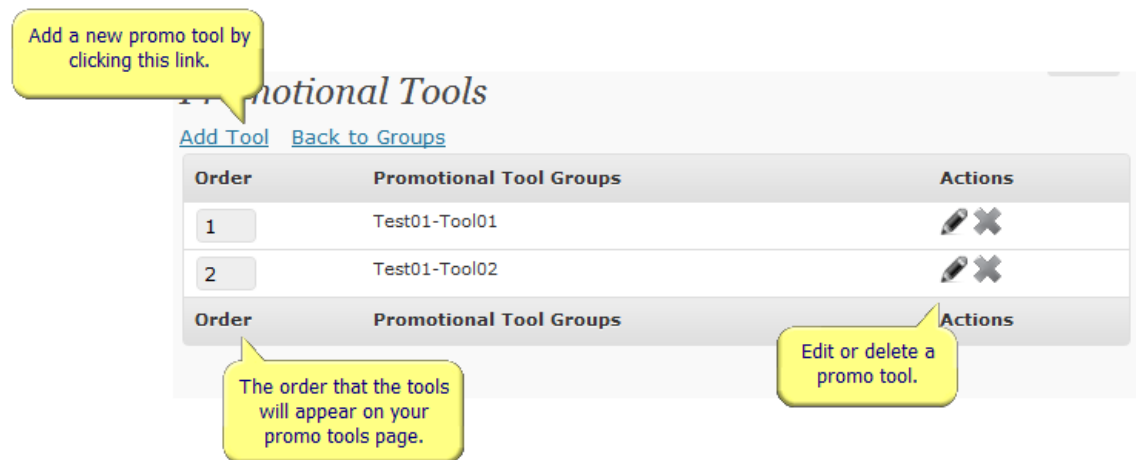 Add a new promo tool by
clicking this link.
Promotional Tools
Add Tool Back to Groups
Order Promotional Tool Groups Actions
1 Test01-Tool01
2 Test01-Tool02
Order Promotional Tool Groups Actions
Edit or delete a
promo tool.
The order that the tools
will appear on your
promo tools page.